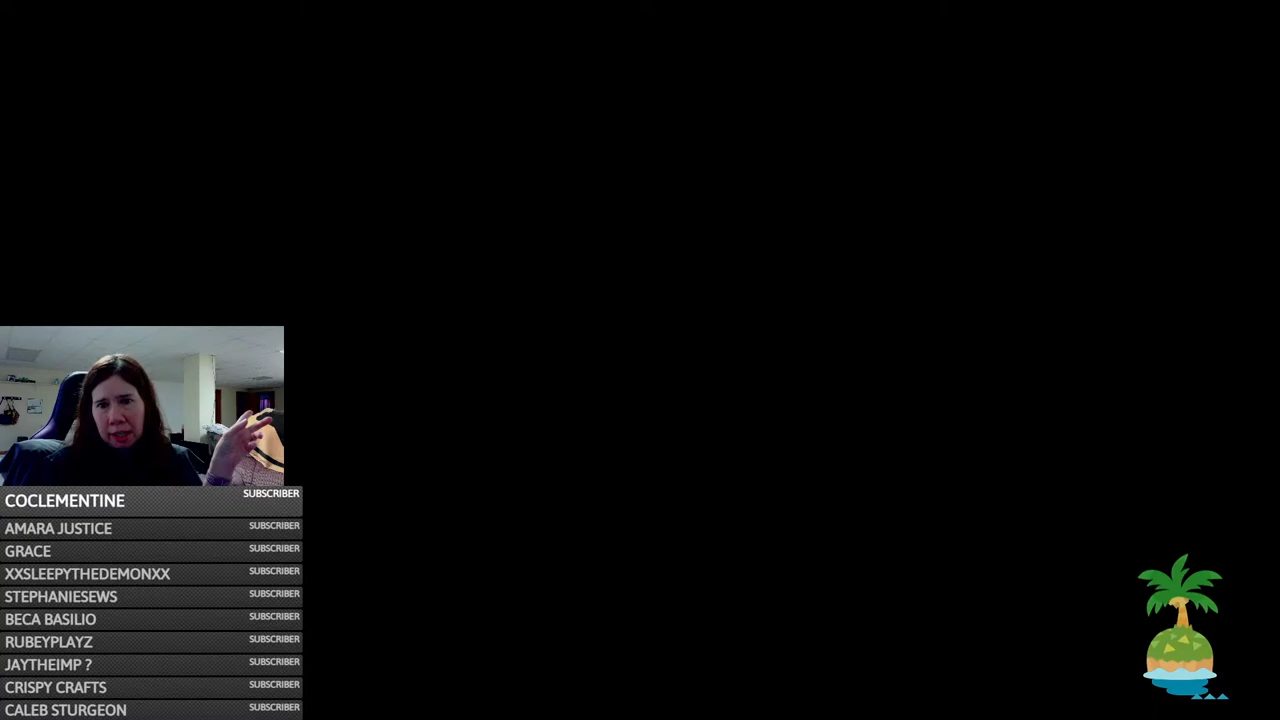 COCLEMENTINE SUBSCRIBER
AMARA JUSTICE SUBSCRIBER
GRACE SUBSCRIBER
XXSLEEPYTHEDEMONXX SUBSCRIBER
STEPHANIESEWS SUBSCRIBER
BECA BASILIO SUBSCRIBER
RUBEYPLAYZ SUBSCRIBER
JAYTHEIMP ? SUBSCRIBER
CRISPY CRAFTS SUBSCRIBER
CALEB STURGEON SUBSCRIBER